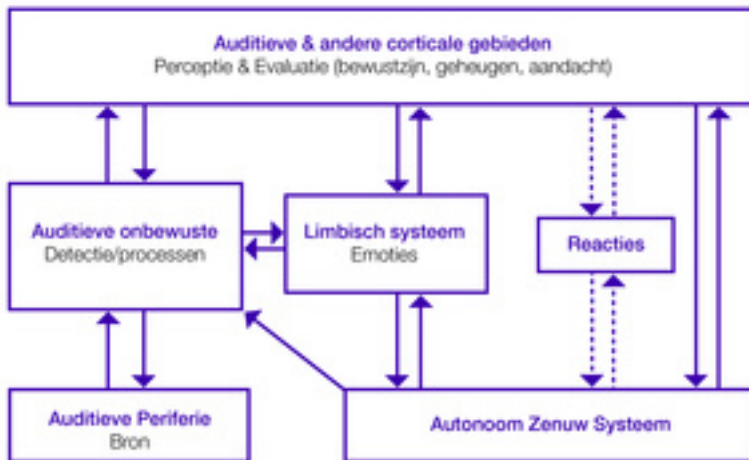 Auditieve & andere corticale gebieden
Perceptie & Evaluatie (bewustzijn, geheugen, aandacht)
Auditieve onbewuste
Detectie/processen
Limbisch systeem
Emoties
Reacties
Auditieve Periferie
Bron
Autonoom Zenuw Systeem